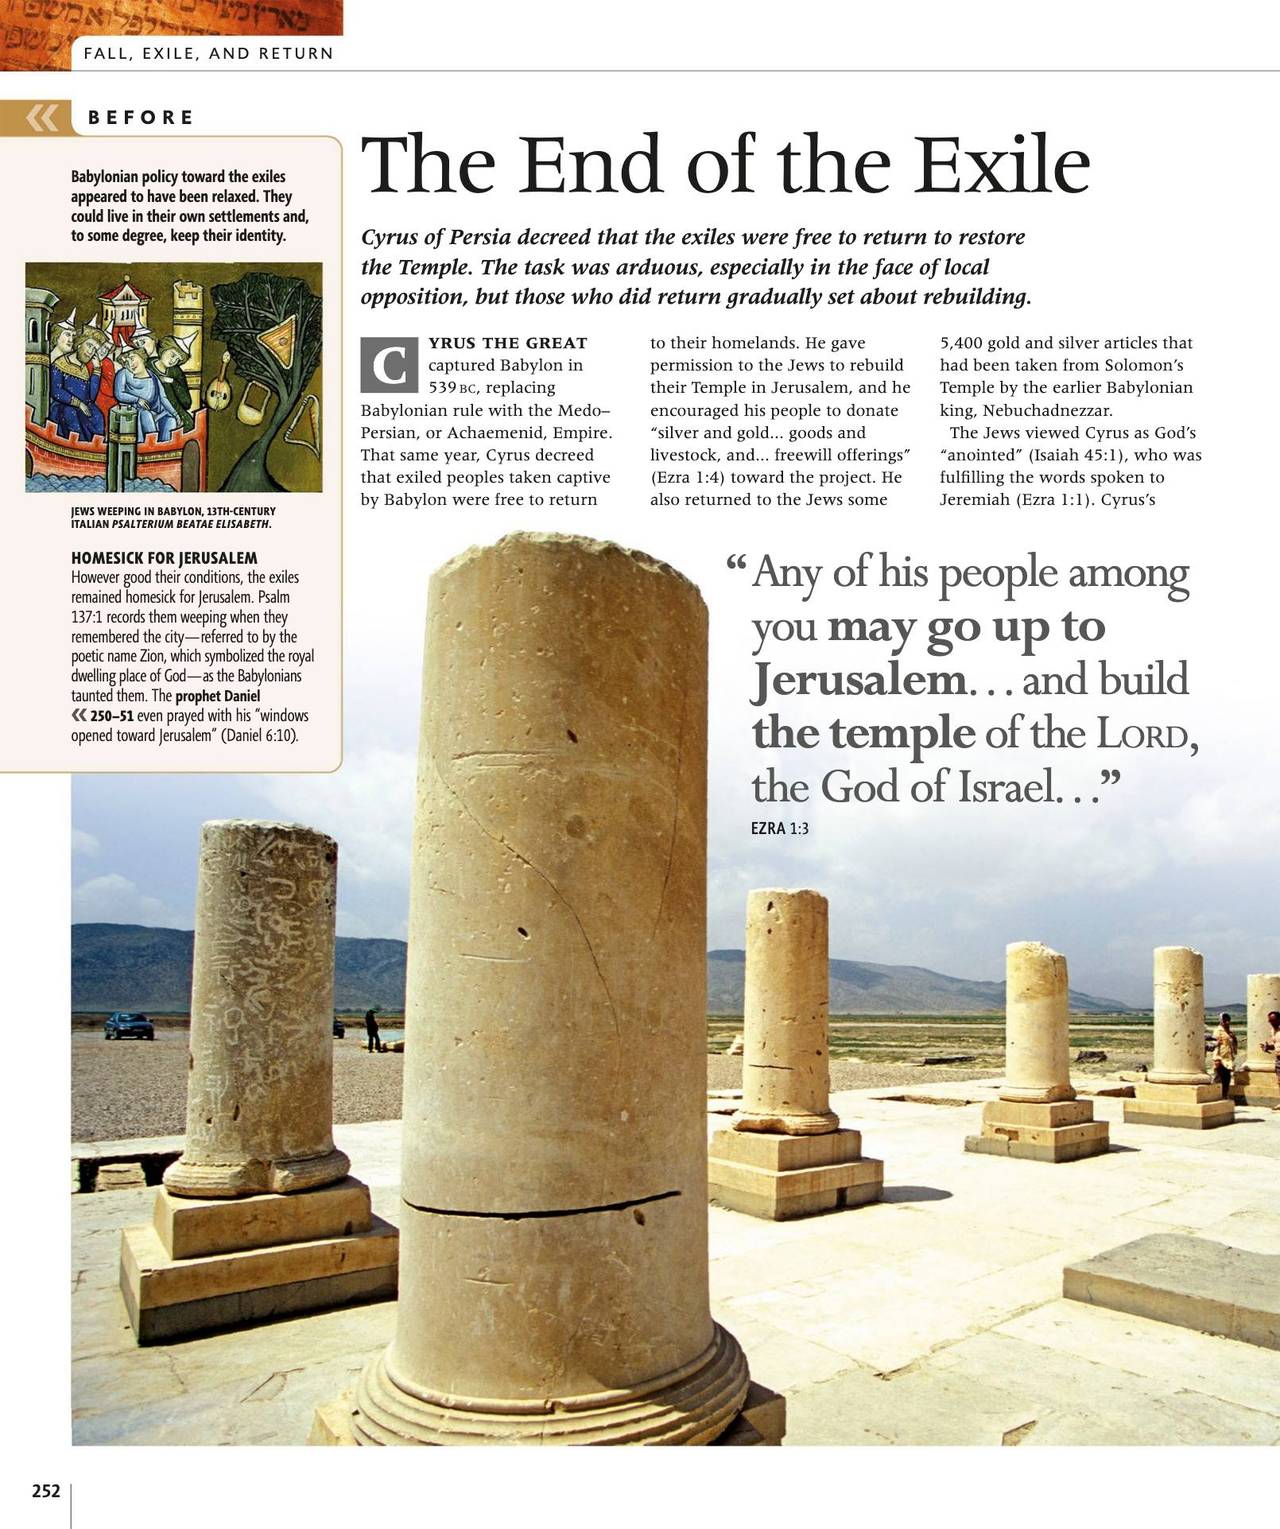 FALL, EXILE, AND RETURN
BEFORE
Babylonian policy toward the exiles
appeared to have been relaxed. They
could live in their own settlements and,
to some degree, keep their identity.
JEWS WEEPING IN BABYLON, 13TH-CENTURY
ITALIAN PSALTERIUM BEATAE ELISABETH.
HOMESICK FOR JERUSALEM
However good their conditions, the exiles
remained homesick for Jerusalem. Psalm
137:1 records them weeping when they
remembered the city—referred to by the
poetic name Zion, which symbolized the royal
dwelling place of God—as the Babylonians
taunted them. The prophet Daniel
« 250–51 even prayed with his “windows
opened toward Jerusalem” (Daniel 6:10).
The End of the Exile
Cyrus of Persia decreed that the exiles were free to return to restore
the Temple. The task was arduous, especially in the face of local
opposition, but those who did return gradually set about rebuilding.
CYRUS THE GREAT
captured Babylon in
539 BC, replacing
Babylonian rule with the Medo–
Persian, or Achaemenid, Empire.
That same year, Cyrus decreed
that exiled peoples taken captive
by Babylon were free to return
to their homelands. He gave
permission to the Jews to rebuild
their Temple in Jerusalem, and he
encouraged his people to donate
“silver and gold... goods and
livestock, and... freewill offerings”
(Ezra 1:4) toward the project. He
also returned to the Jews some
5,400 gold and silver articles that
had been taken from Solomon’s
Temple by the earlier Babylonian
king, Nebuchadnezzar.
The Jews viewed Cyrus as God’s
“anointed” (Isaiah 45:1), who was
fulfilling the words spoken to
Jeremiah (Ezra 1:1). Cyrus’s
“Any of his people among
you may go up to
Jerusalem...and build
the temple of the LORD,
the God of Israel...”
EZRA 1:3
252